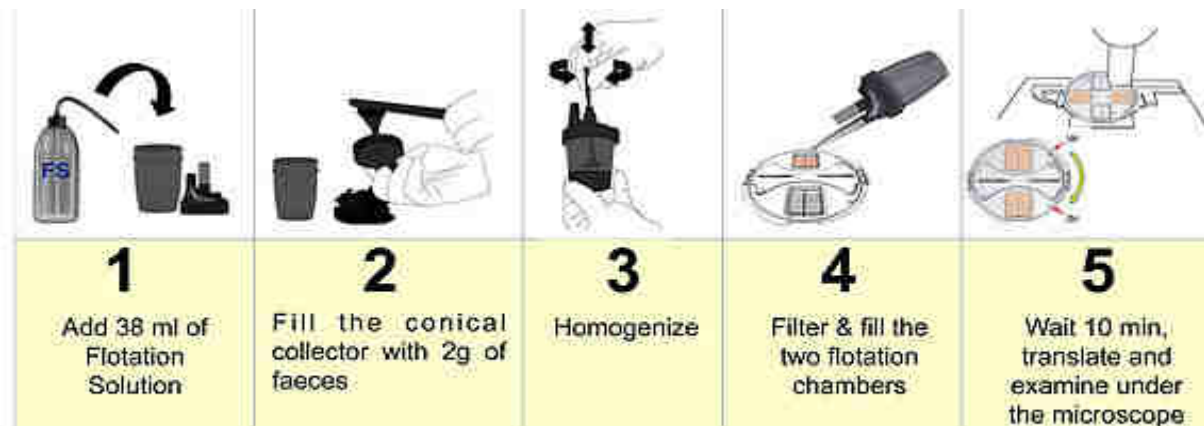 FS
1
Add 38 ml of
Flotation
Solution
2
Fill the conical
collector with 2g of
faeces
3
Homogenize
4
Filter & fill the
two flotation
chambers
5
Wait 10 min,
translate and
examine under
the microscope